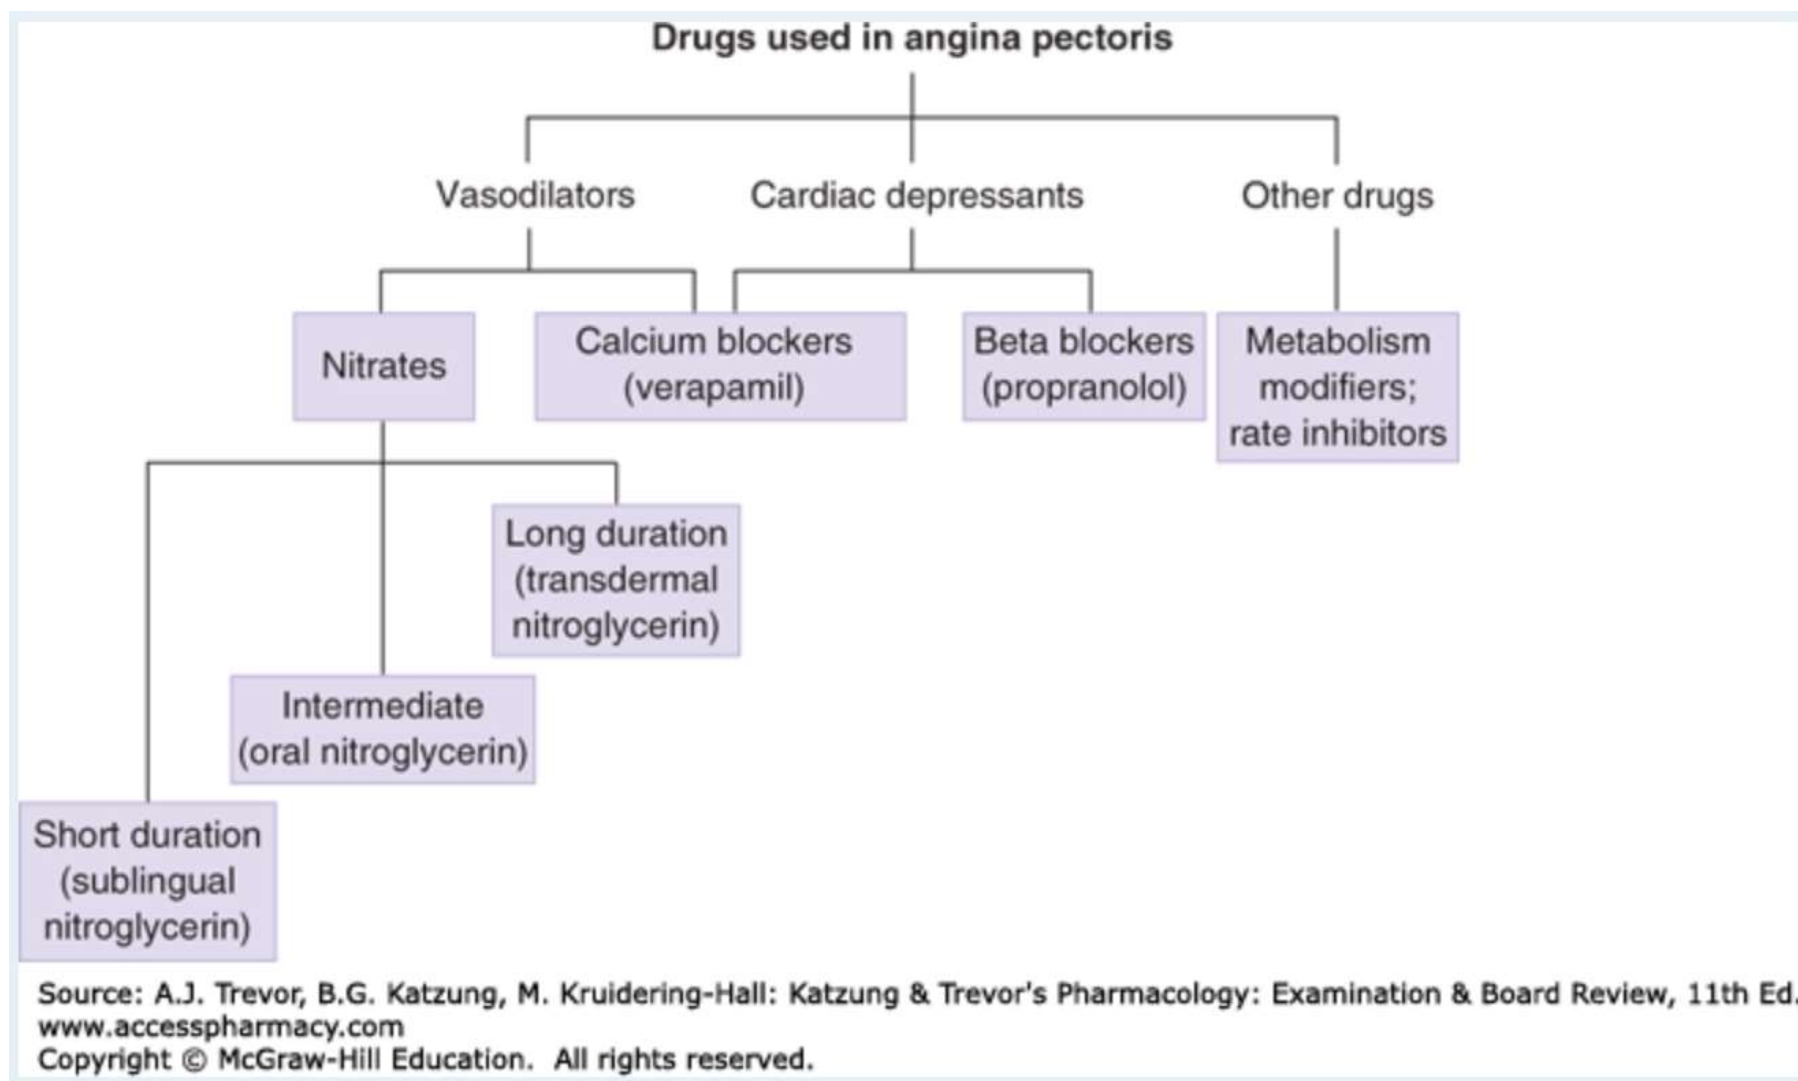 Drugs used in angina pectoris
Vasodilators
Cardiac depressants
Other drugs
Nitrates
Calcium blockers
(verapamil)
Beta blockers
(propranolol)
Metabolism
modifiers;
rate inhibitors
Long duration
(transdermal
nitroglycerin)
Intermediate
(oral nitroglycerin)
Short duration
(sublingual
nitroglycerin)
Source: A.J. Trevor, B.G. Katzung, M. Kruidering-Hall: Katzung & Trevor's Pharmacology: Examination & Board Review, 11th Ed.
www.accesspharmacy.com
Copyright © McGraw-Hill Education. All rights reserved.